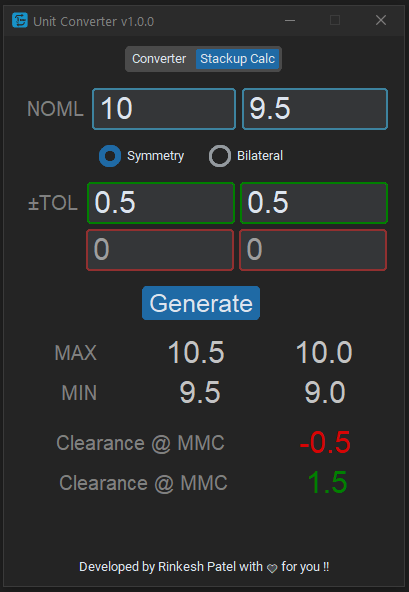 Unit Converter v1.0.0
Converter Stackup Calc
NOML 10 9.5
Symmetry Bilateral
±TOL 0.5 0.5
0 0
Generate
MAX 10.5 10.0
MIN 9.5 9.0
Clearance @ MMC -0.5
Clearance @ MMC 1.5
Developed by Rinkesh Patel with 🤍 for you !!